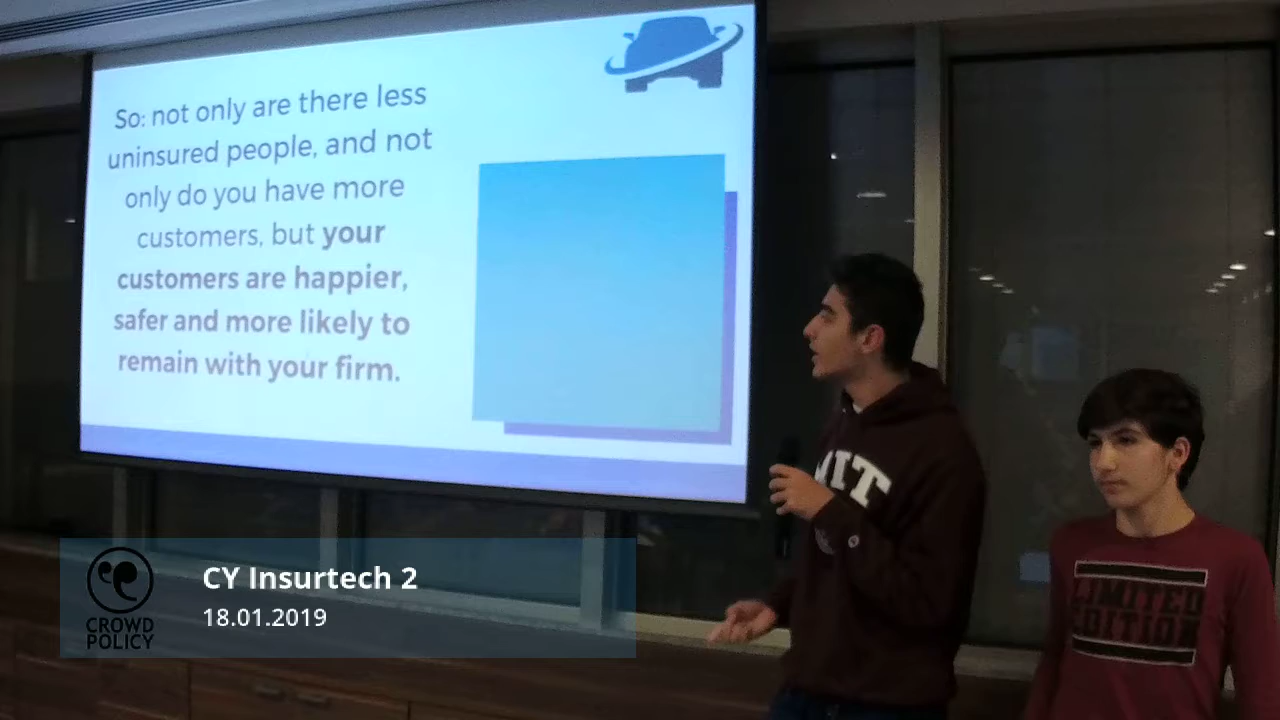 So: not only are there less
uninsured people, and not
only do you have more
customers, but your
customers are happier,
safer and more likely to
remain with your firm.
MIT
LIMITED
EDITION
CROWD
POLICY
CY Insurtech 2
18.01.2019